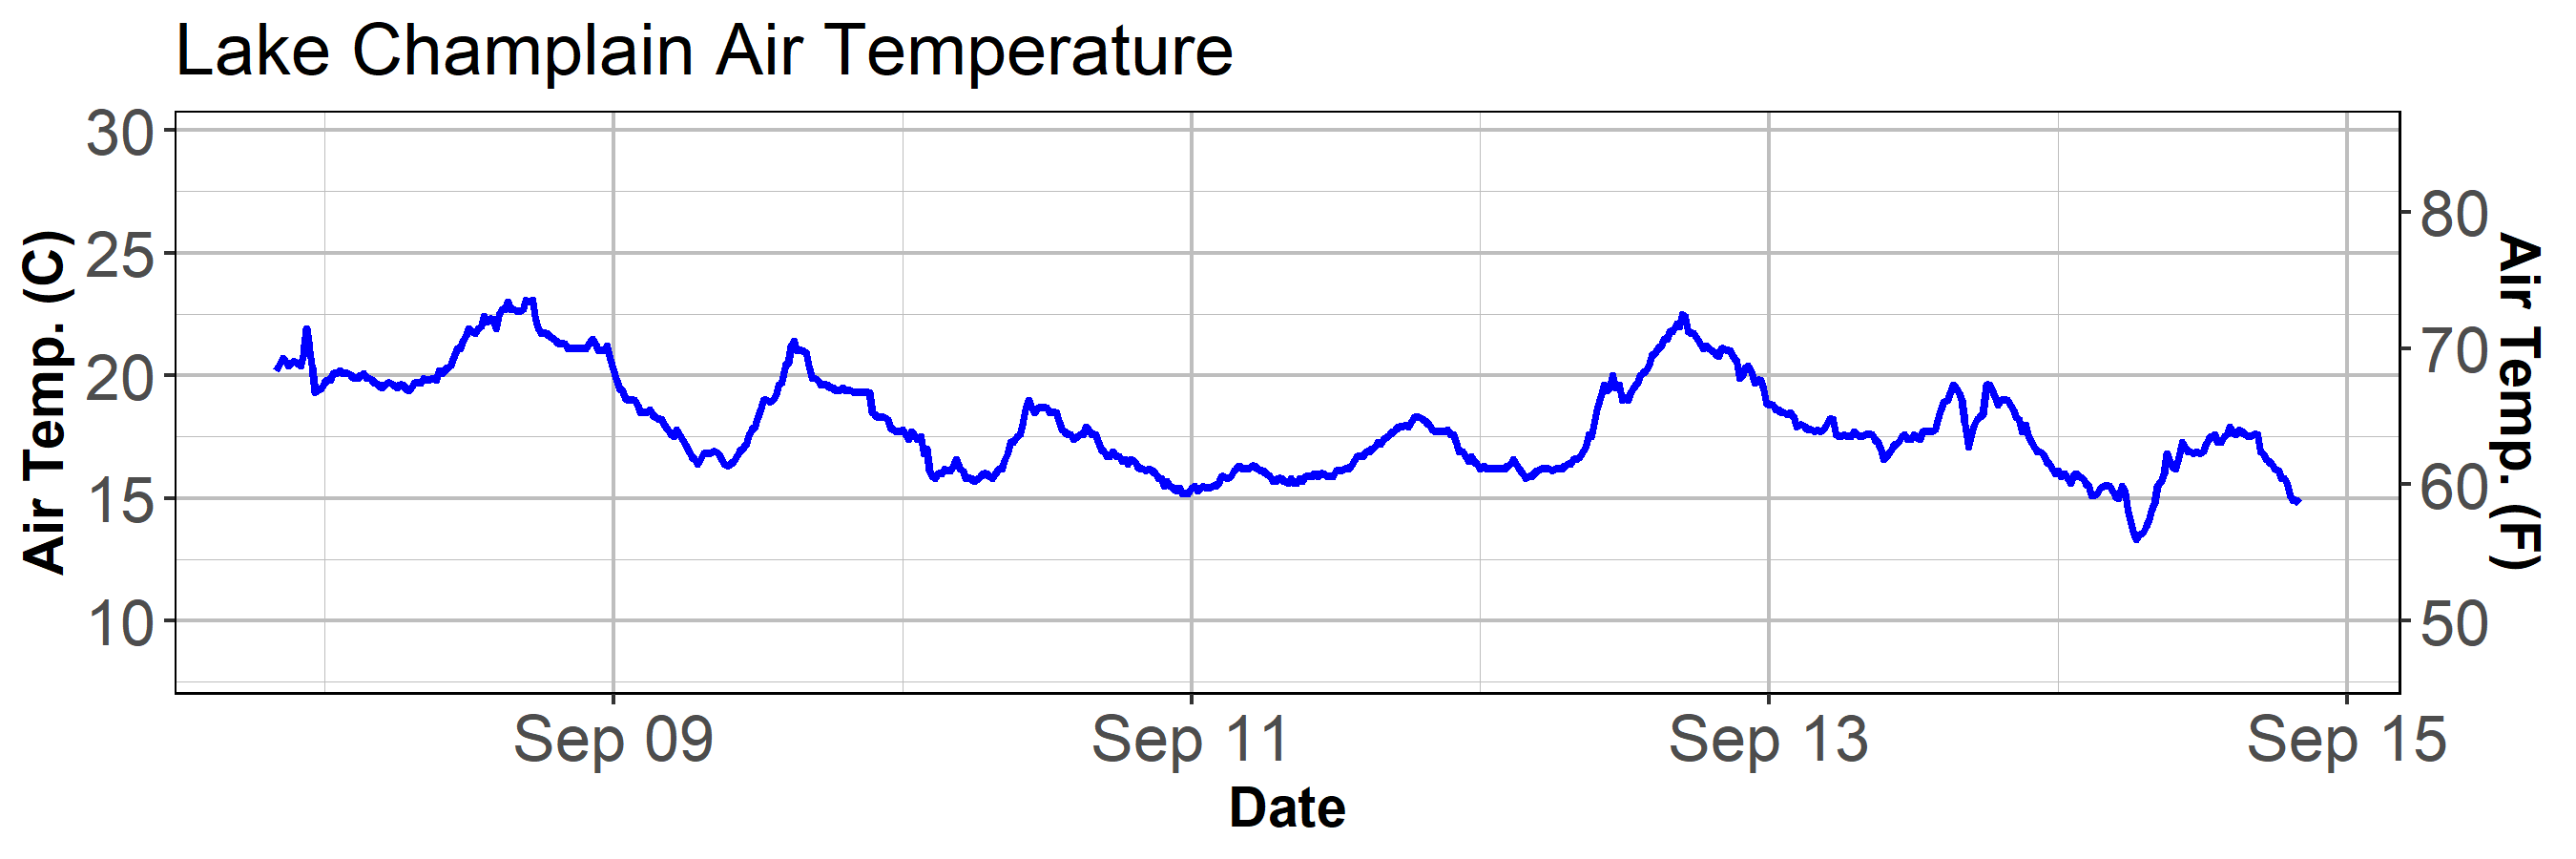 Lake Champlain Air Temperature
Air Temp. (C)
30
25
20
15
10
80
70
60
50
Air Temp. (F)
Sep 09 Sep 11 Sep 13 Sep 15
Date